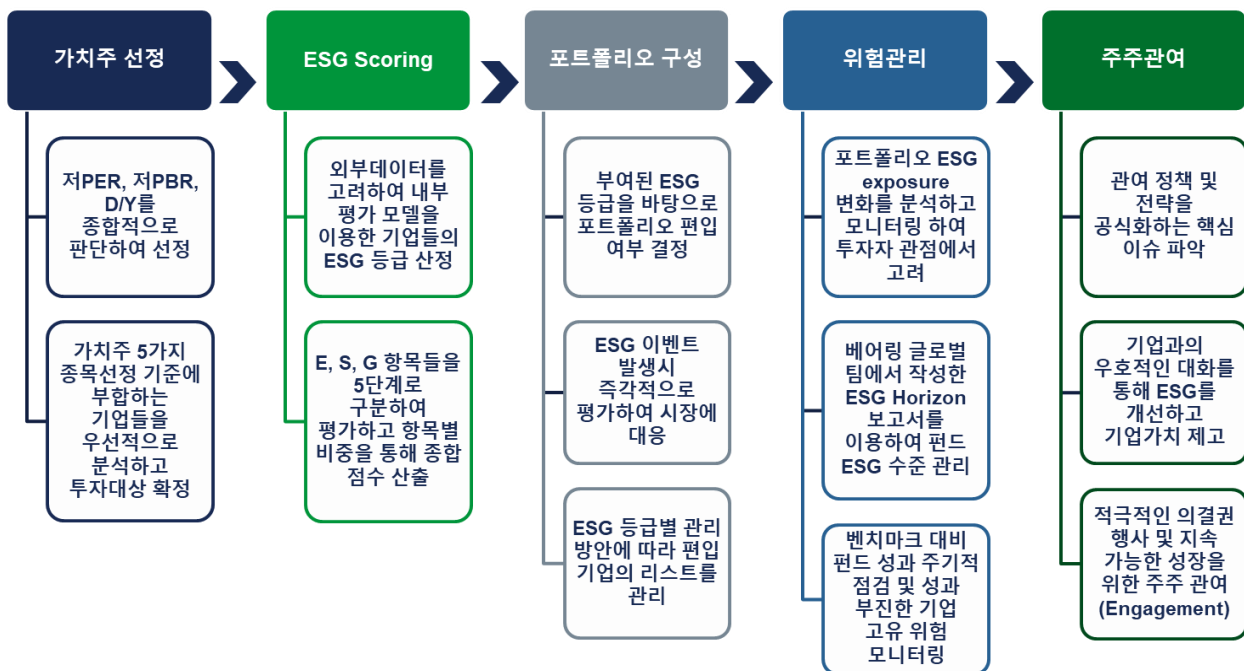 가치주 선정
저PER, 저PBR,
D/Y를
종합적으로
판단하여 선정
가치주 5가지
종목선정 기준에
부합하는
기업들을
우선적으로
분석하고
투자대상 확정
ESG Scoring
외부데이터를
고려하여 내부
평가 모델을
이용한 기업들의
ESG 등급 산정
E, S, G 항목들을
5단계로
구분하여
평가하고 항목별
비중을 통해 종합
점수 산출
포트폴리오 구성
부여된 ESG
등급을 바탕으로
포트폴리오 편입
여부 결정
ESG 이벤트
발생시
즉각적으로
평가하여 시장에
대응
ESG 등급별 관리
방안에 따라 편입
기업의 리스트를
관리
위험관리
포트폴리오 ESG
exposure
변화를 분석하고
모니터링 하여
투자자 관점에서
고려
베어링 글로벌
팀에서 작성한
ESG Horizon
보고서를
이용하여 펀드
ESG 수준 관리
벤치마크 대비
펀드 성과 주기적
점검 및 성과
부진한 기업
고유 위험
모니터링
주주관여
관여 정책 및
전략을
공식화하는 핵심
이슈 파악
기업과의
우호적인 대화를
통해 ESG를
개선하고
기업가치 제고
적극적인 의결권
행사 및 지속
가능한 성장을
위한 주주 관여
(Engagement)